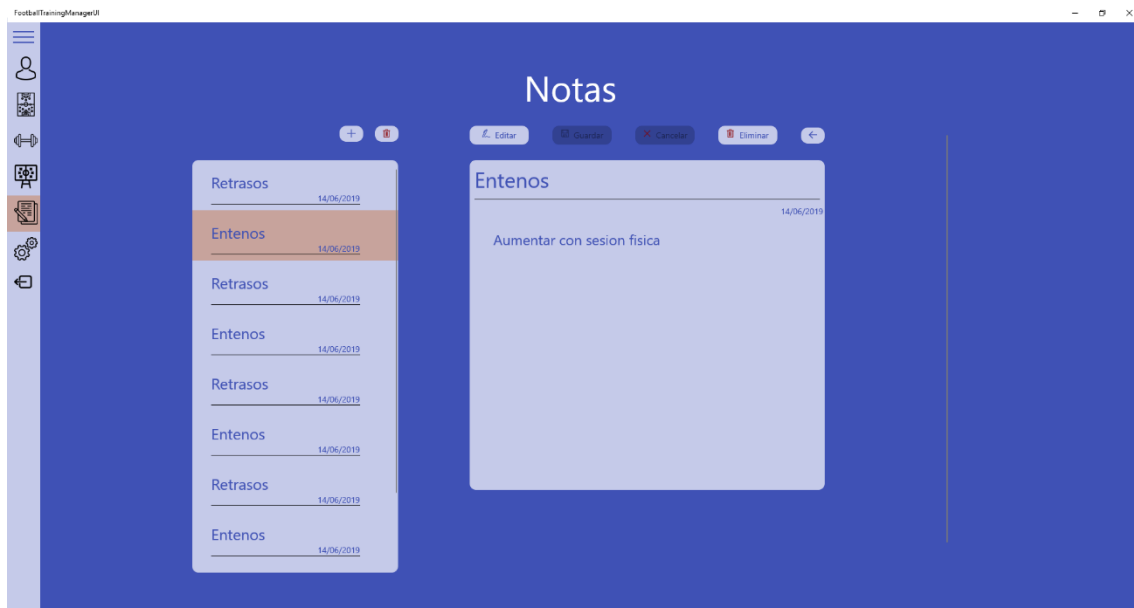 FootballTrainingManagerUI
Notas
Editar Guardar Cancelar Eliminar
Retrasos
14/06/2019
Entenos
14/06/2019
Retrasos
14/06/2019
Entenos
14/06/2019
Retrasos
14/06/2019
Entenos
14/06/2019
Retrasos
14/06/2019
Entenos
14/06/2019
Entenos
14/06/2019
Aumentar con sesion fisica